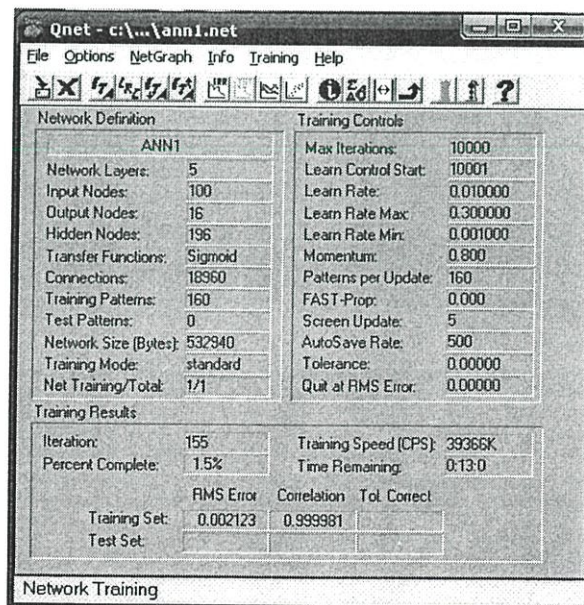 Qnet - c:\...\ann1.net
File Options NetGraph Info Training Help
Network Definition
ANN1
Network Layers: 5
Input Nodes: 100
Output Nodes: 16
Hidden Nodes: 196
Transfer Functions: Sigmoid
Connections: 18960
Training Patterns: 160
Test Patterns: 0
Network Size (Bytes): 532940
Training Mode: standard
Net Training/Total: 1/1
Training Controls
Max Iterations: 10000
Learn Control Start: 10001
Learn Rate: 0.010000
Learn Rate Max: 0.300000
Learn Rate Min: 0.001000
Momentum: 0.800
Patterns per Update: 160
FAST-Prop: 0.000
Screen Update: 5
AutoSave Rate: 500
Tolerance: 0.00000
Quit at RMS Error: 0.00000
Training Results
Iteration: 155 Training Speed (CPS): 39366K
Percent Complete: 1.5% Time Remaining: 0:13:0
RMS Error Correlation Tol. Correct
Training Set: 0.002123 0.999981
Test Set:
Network Training